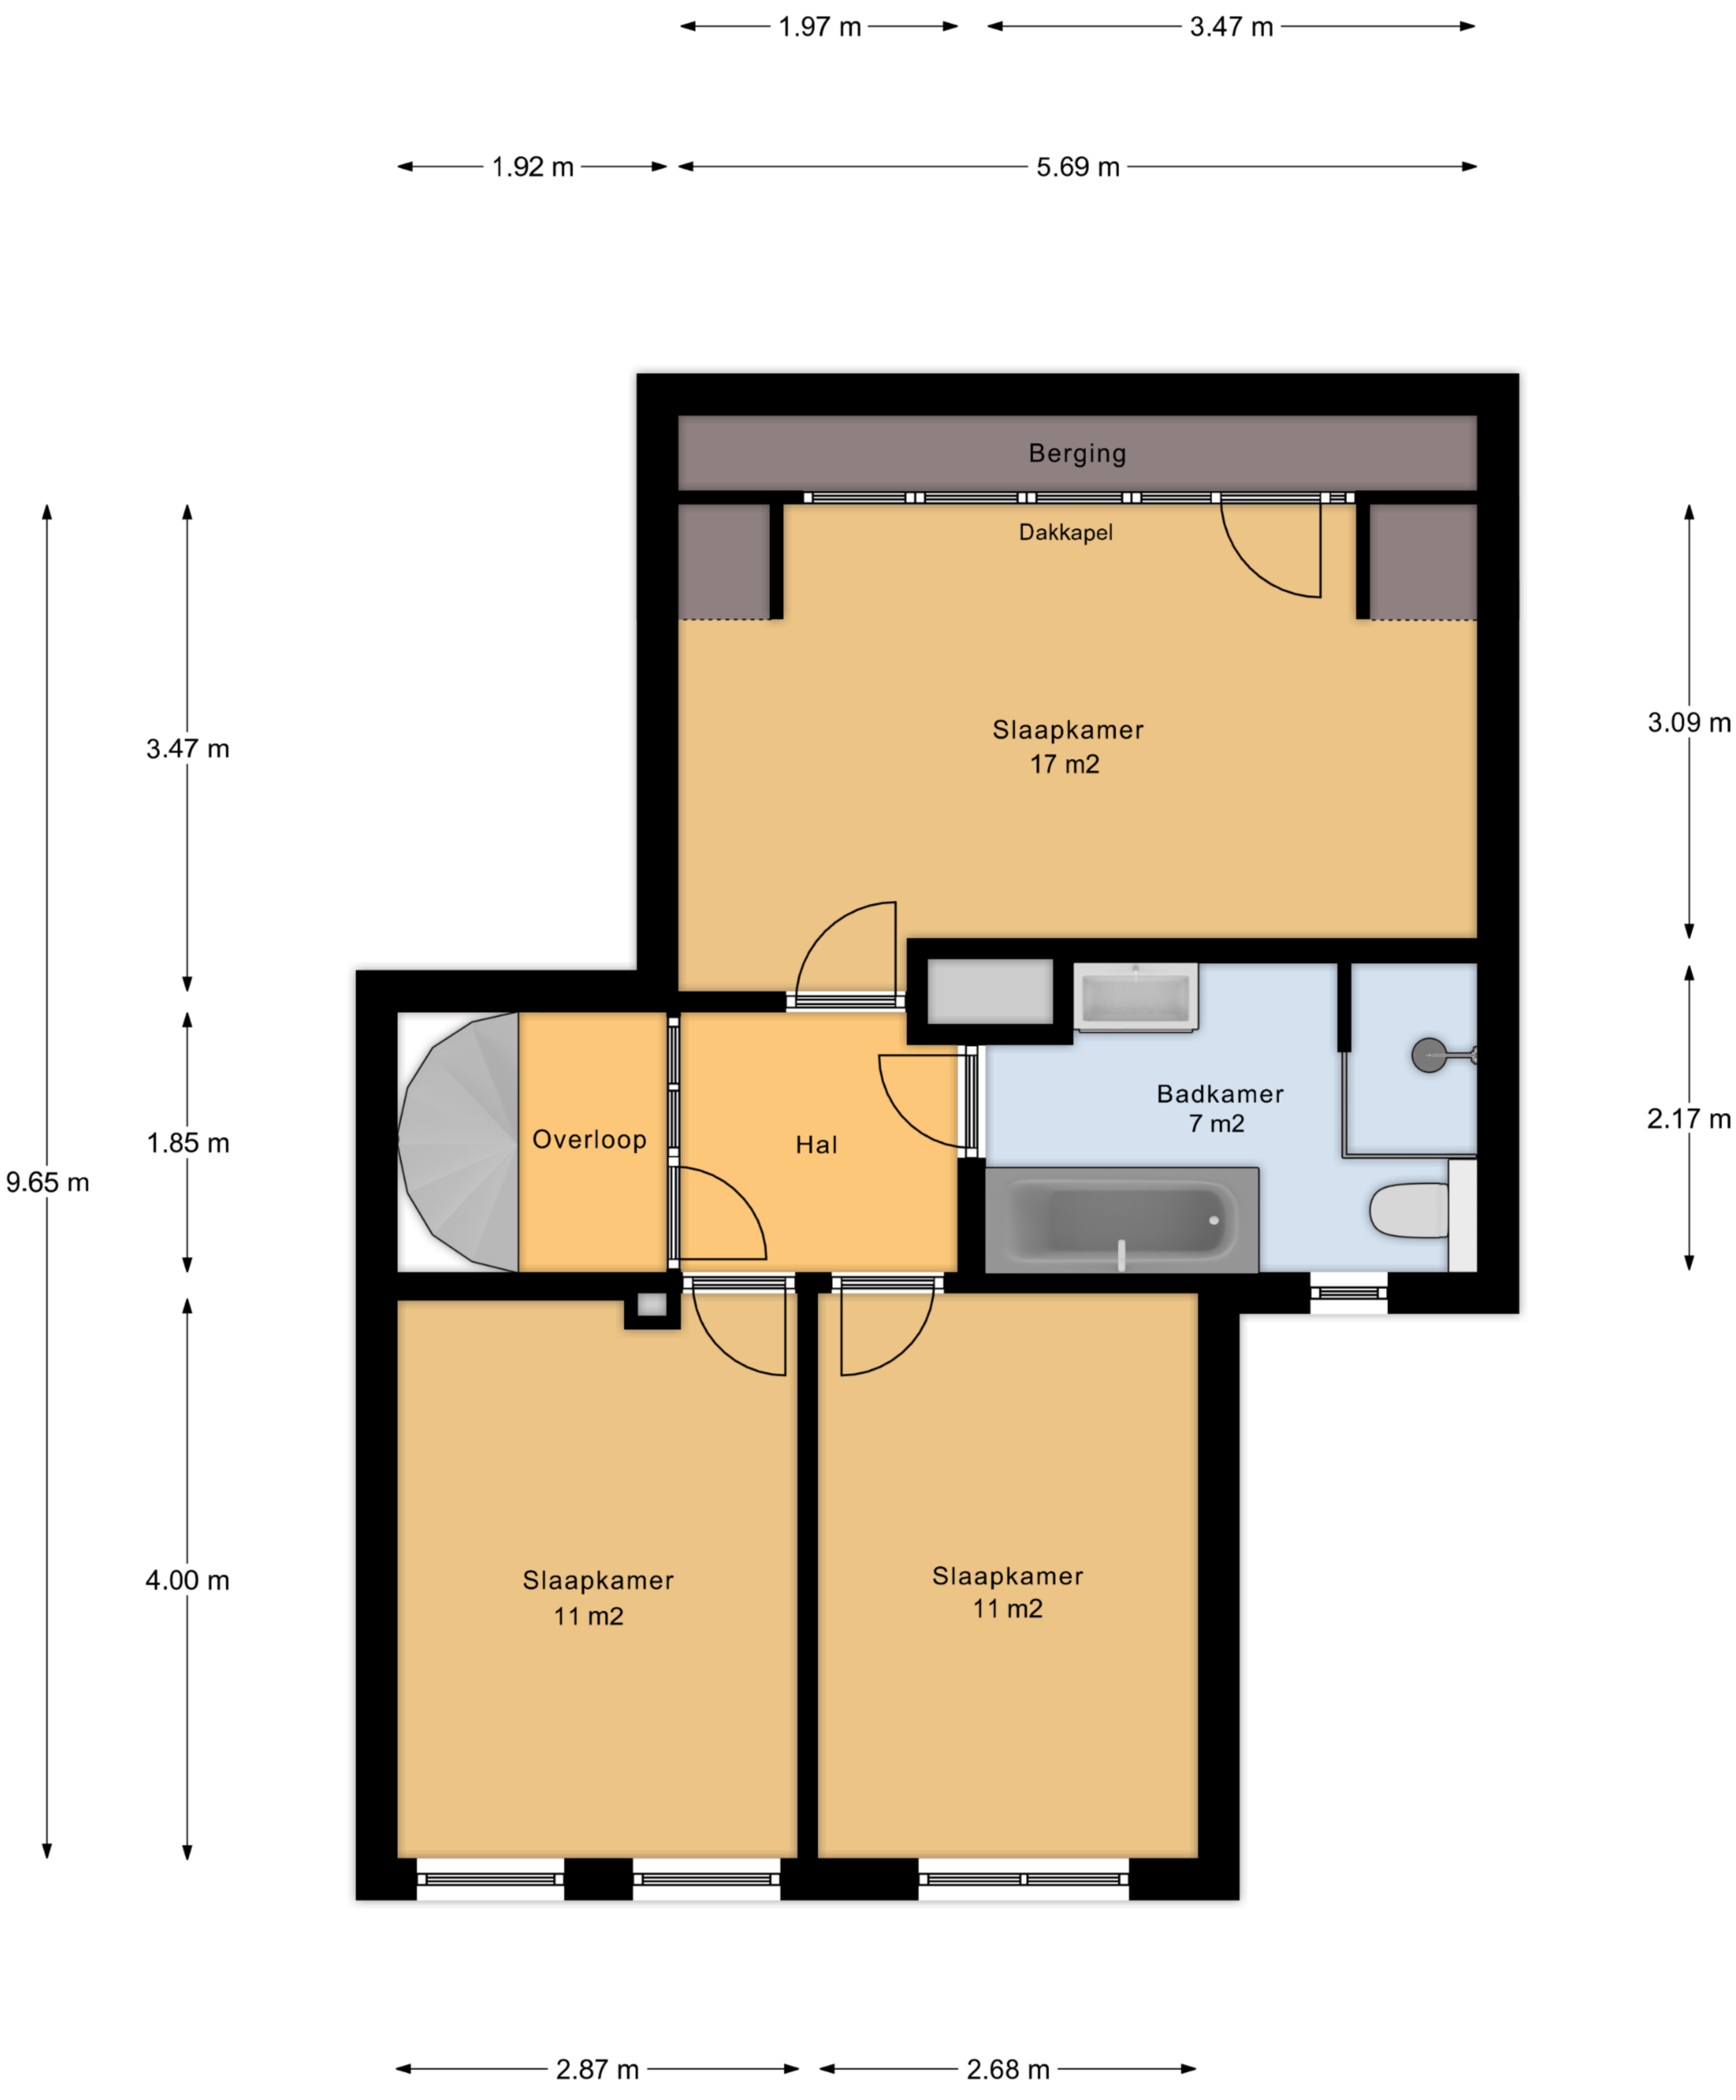 1.97 m
3.47 m
1.92 m
5.69 m
Berging
Dakkapel
Slaapkamer
17 m2
3.47 m
3.09 m
Badkamer
7 m2
2.17 m
Overloop
Hal
1.85 m
9.65 m
Slaapkamer
11 m2
Slaapkamer
11 m2
4.00 m
2.87 m
2.68 m